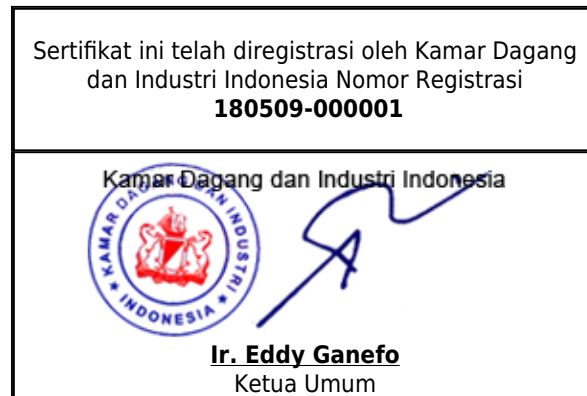 Sertifikat ini telah diregistrasi oleh Kamar Dagang
dan Industri Indonesia Nomor Registrasi
180509-000001
Kamar Dagang dan Industri Indonesia
KAMAR DAGANG DAN INDUSTRI
INDONESIA
Ir. Eddy Ganefo
Ketua Umum